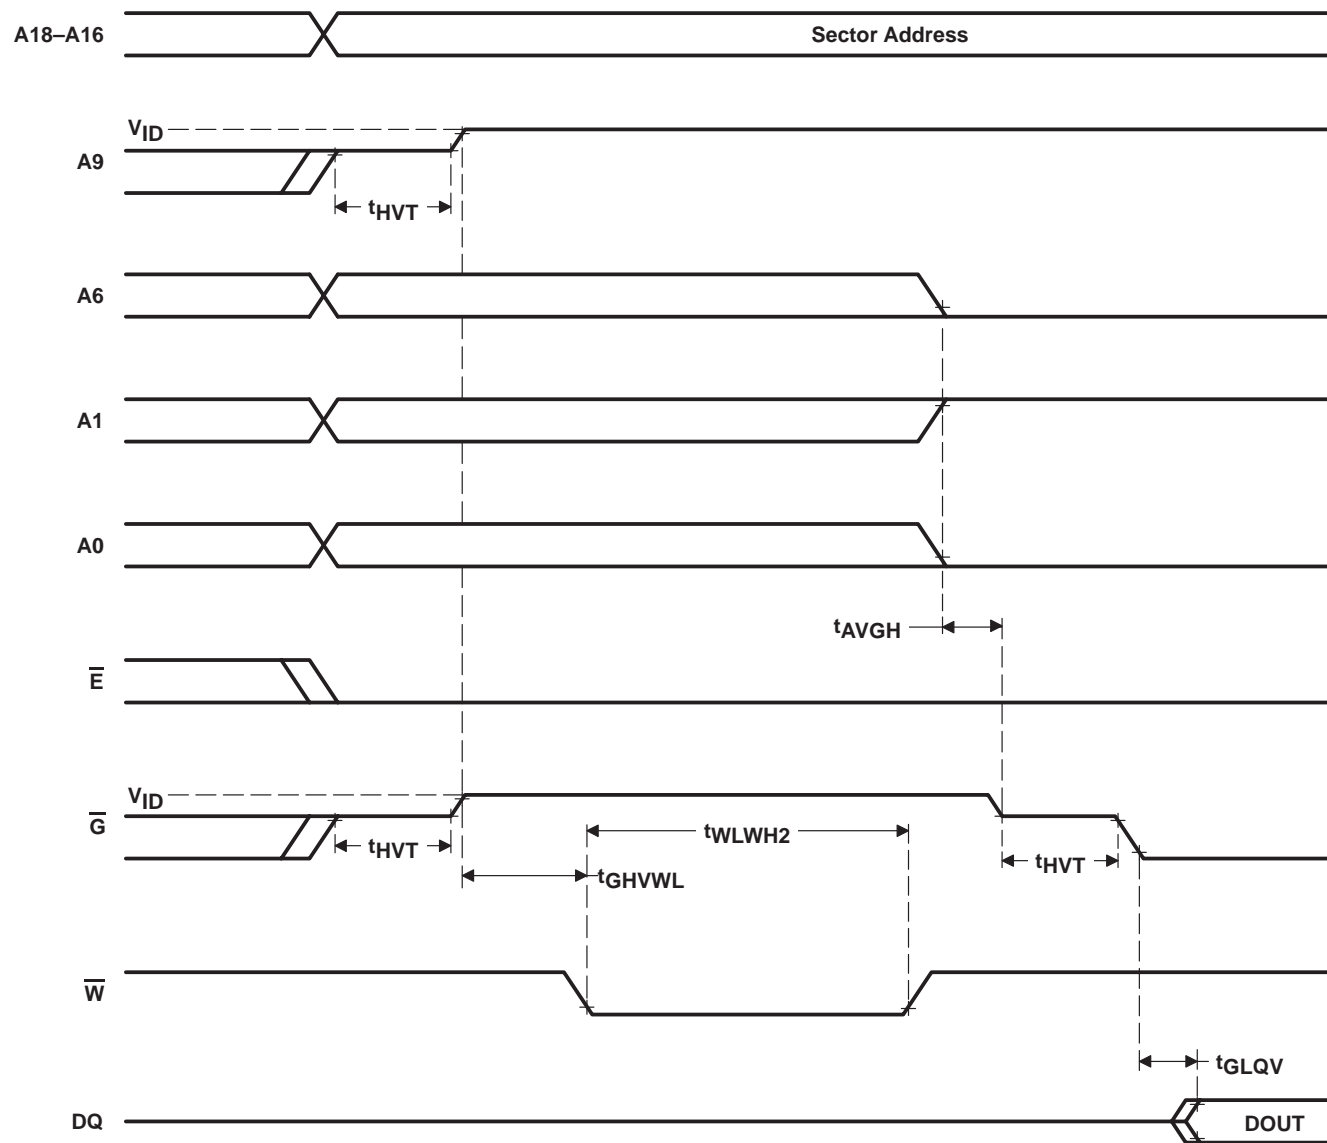 A18–A16
Sector Address
VID
A9
tHVT
A6
A1
A0
tAVGH
E
VID
G
tHVT
tWLWH2
tGHVWL
tHVT
W
tGLQV
DQ
DOUT